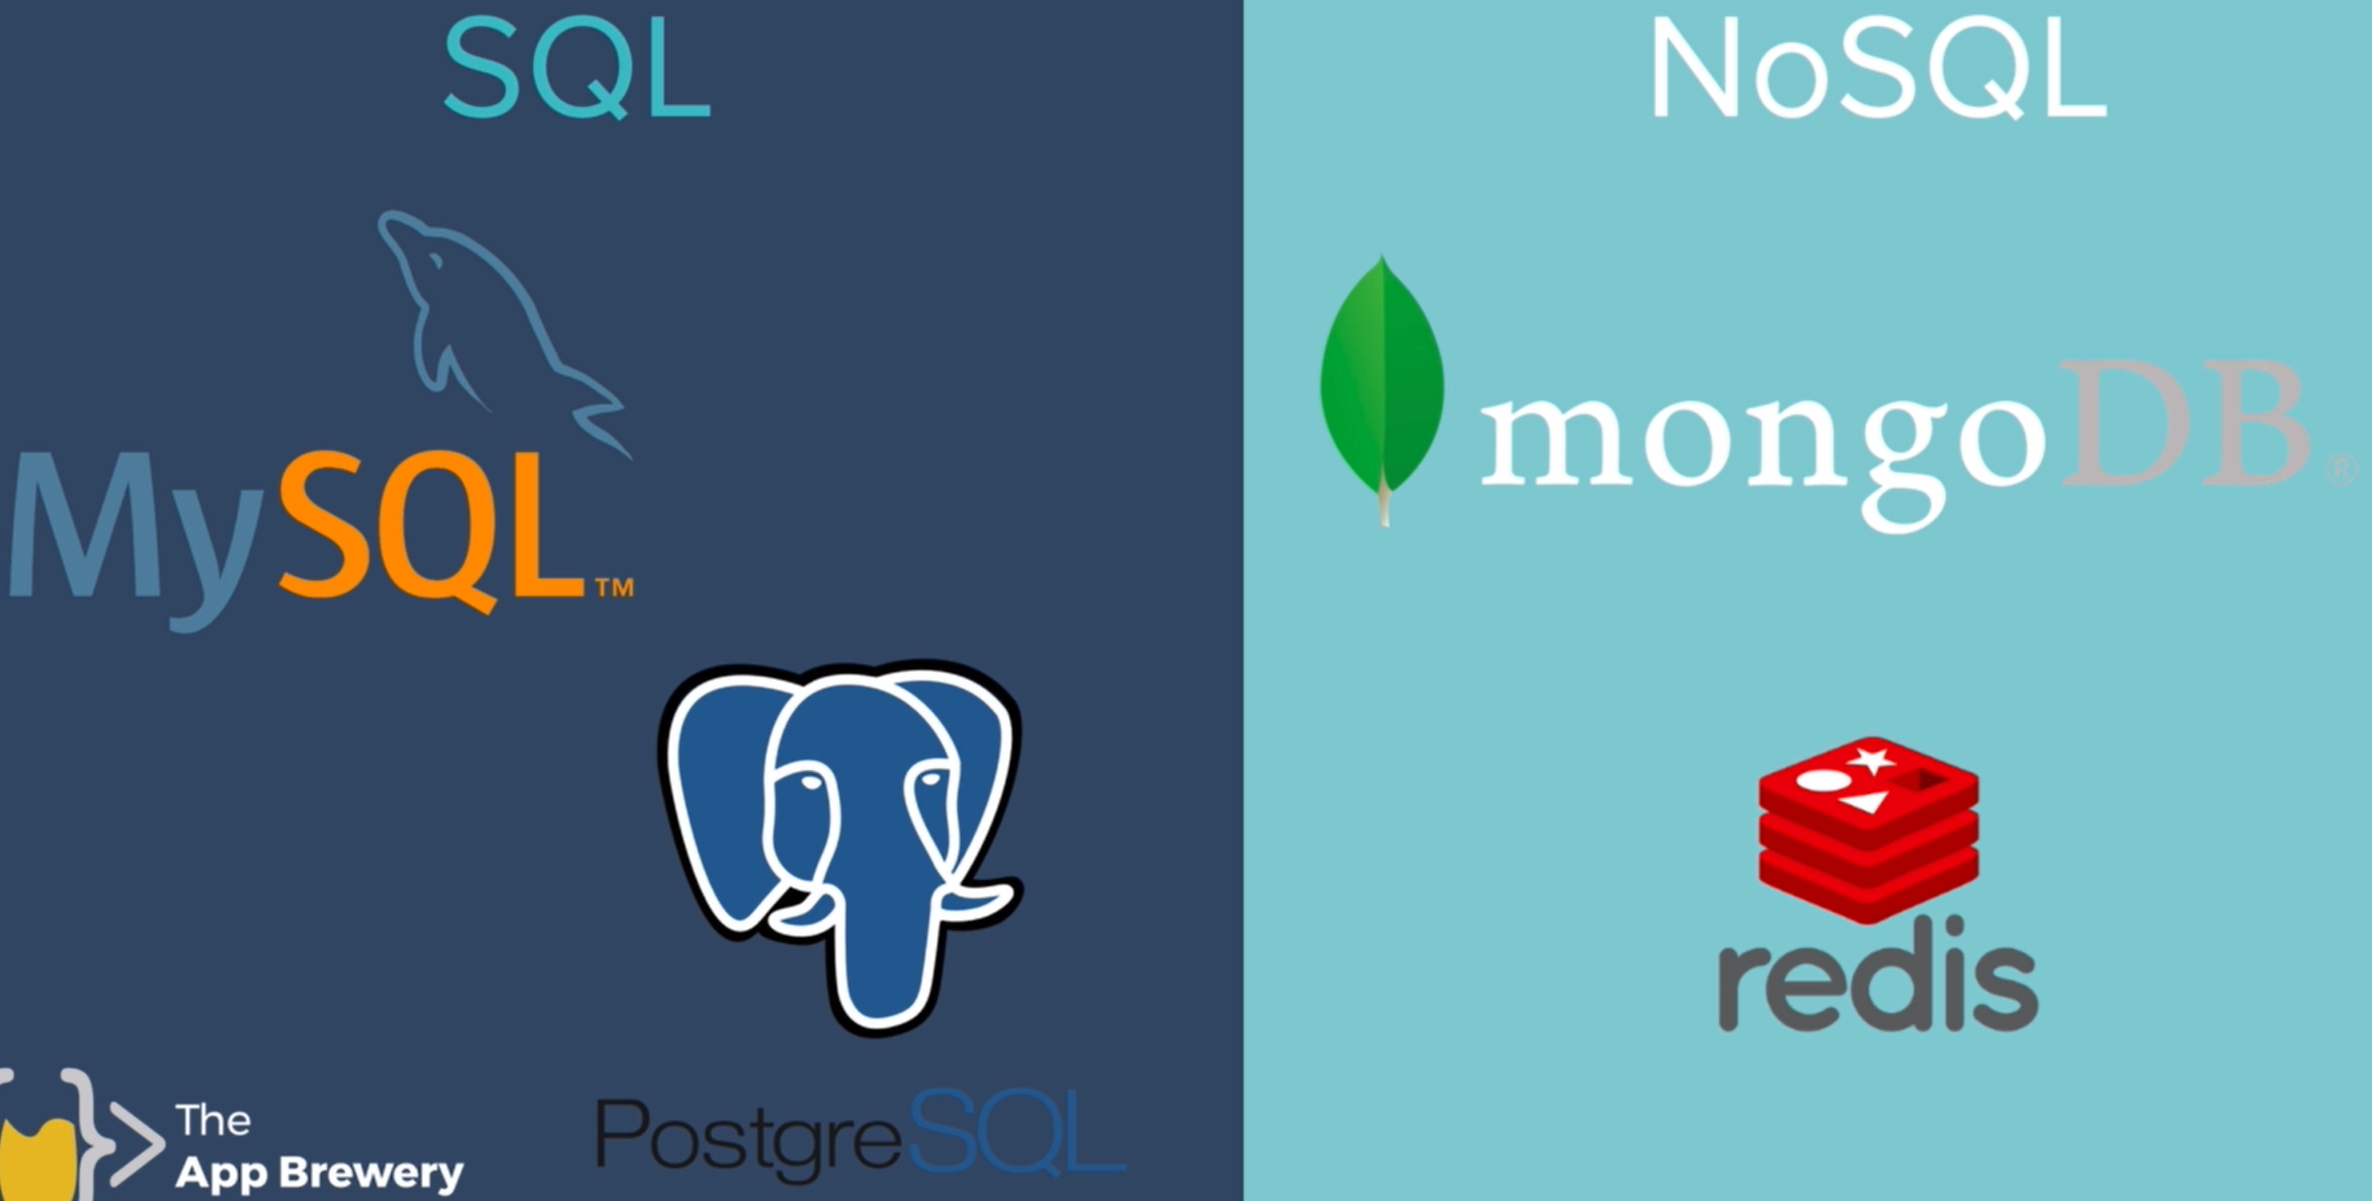 SQL
MySQL™
PostgreSQL
The
App Brewery
NoSQL
mongoDB®
redis